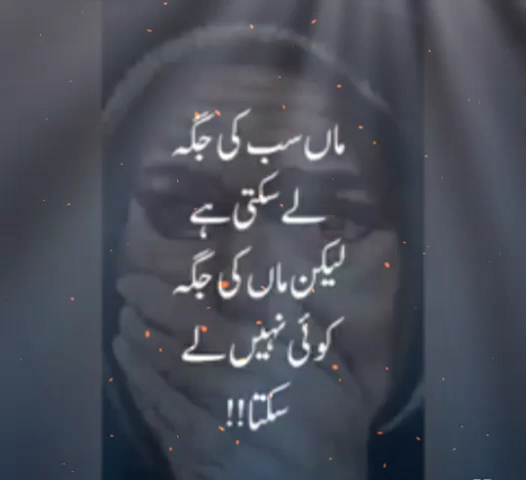 ماں سب کی جگہ
لے سکتی ہے
لیکن ماں کی جگہ
کوئی نہیں لے
سکتا!!